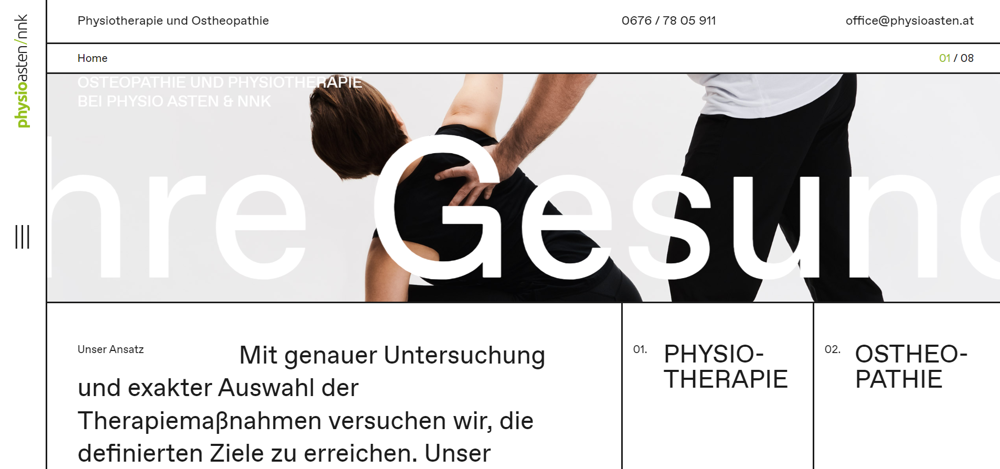 physioasten/nnk
Physiotherapie und Ostheopathie
0676 / 78 05 911
office@physioasten.at
Home
01 / 08
OSTEOPATHIE UND PHYSIOTHERAPIE
BEI PHYSIO ASTEN & NNK
hre Gesund
Unser Ansatz
Mit genauer Untersuchung
und exakter Auswahl der
Therapiemaßnahmen versuchen wir, die
definierten Ziele zu erreichen. Unser
01.
PHYSIO-
THERAPIE
02.
OSTHEO-
PATHIE